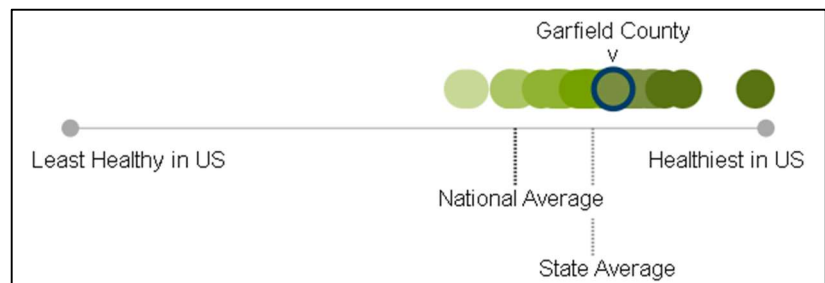 Garfield County
v
Least Healthy in US
Healthiest in US
National Average
State Average